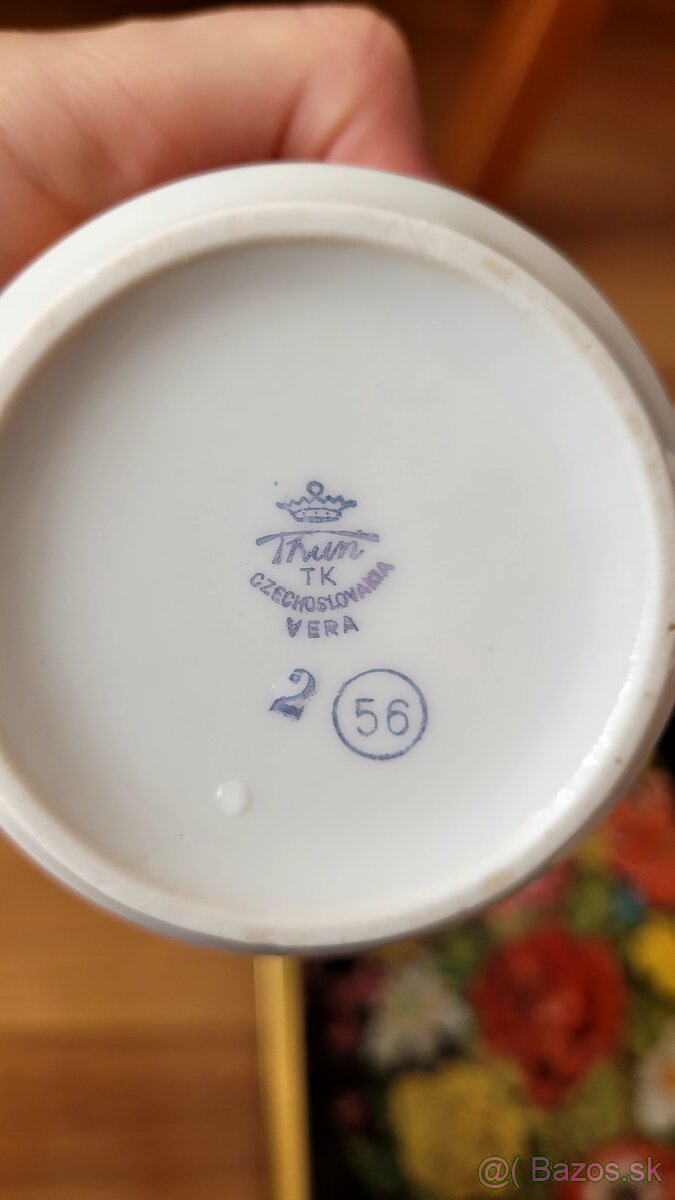 Thun
TK
CZECHOSLOVAKIA
VERA
2 56
@( Bazos.sk